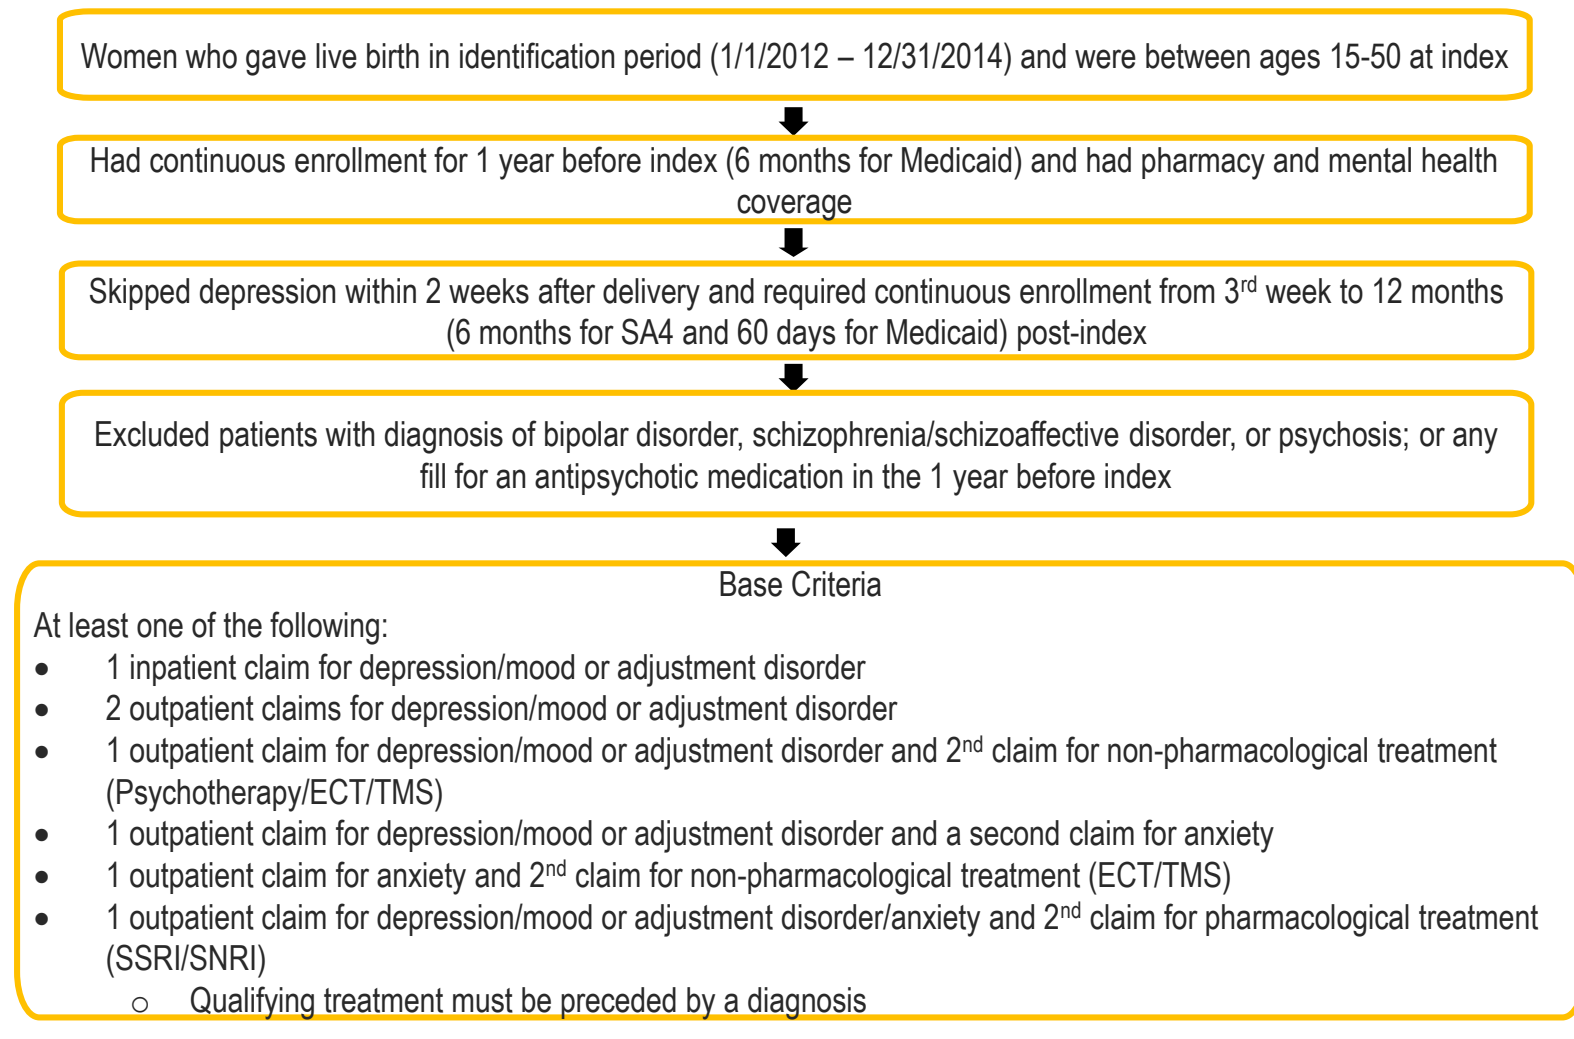 Women who gave live birth in identification period (1/1/2012 – 12/31/2014) and were between ages 15-50 at index
Had continuous enrollment for 1 year before index (6 months for Medicaid) and had pharmacy and mental health
coverage
Skipped depression within 2 weeks after delivery and required continuous enrollment from 3rd week to 12 months
(6 months for SA4 and 60 days for Medicaid) post-index
Excluded patients with diagnosis of bipolar disorder, schizophrenia/schizoaffective disorder, or psychosis; or any
fill for an antipsychotic medication in the 1 year before index
Base Criteria
At least one of the following:
• 1 inpatient claim for depression/mood or adjustment disorder
• 2 outpatient claims for depression/mood or adjustment disorder
• 1 outpatient claim for depression/mood or adjustment disorder and 2nd claim for non-pharmacological treatment
(Psychotherapy/ECT/TMS)
• 1 outpatient claim for depression/mood or adjustment disorder and a second claim for anxiety
• 1 outpatient claim for anxiety and 2nd claim for non-pharmacological treatment (ECT/TMS)
• 1 outpatient claim for depression/mood or adjustment disorder/anxiety and 2nd claim for pharmacological treatment
(SSRI/SNRI)
○ Qualifying treatment must be preceded by a diagnosis